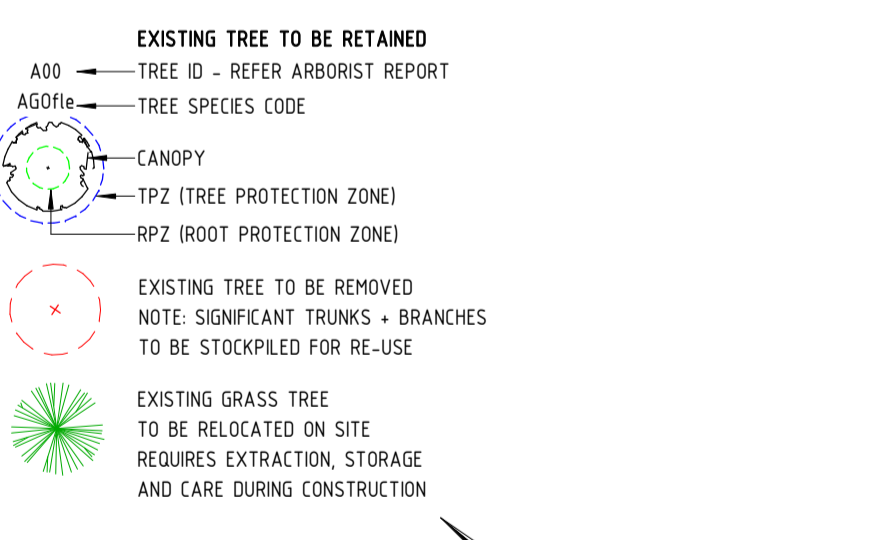 EXISTING TREE TO BE RETAINED
A00 TREE ID - REFER ARBORIST REPORT
AGOfle TREE SPECIES CODE
CANOPY
TPZ (TREE PROTECTION ZONE)
RPZ (ROOT PROTECTION ZONE)
EXISTING TREE TO BE REMOVED
NOTE: SIGNIFICANT TRUNKS + BRANCHES
TO BE STOCKPILED FOR RE-USE
EXISTING GRASS TREE
TO BE RELOCATED ON SITE
REQUIRES EXTRACTION, STORAGE
AND CARE DURING CONSTRUCTION